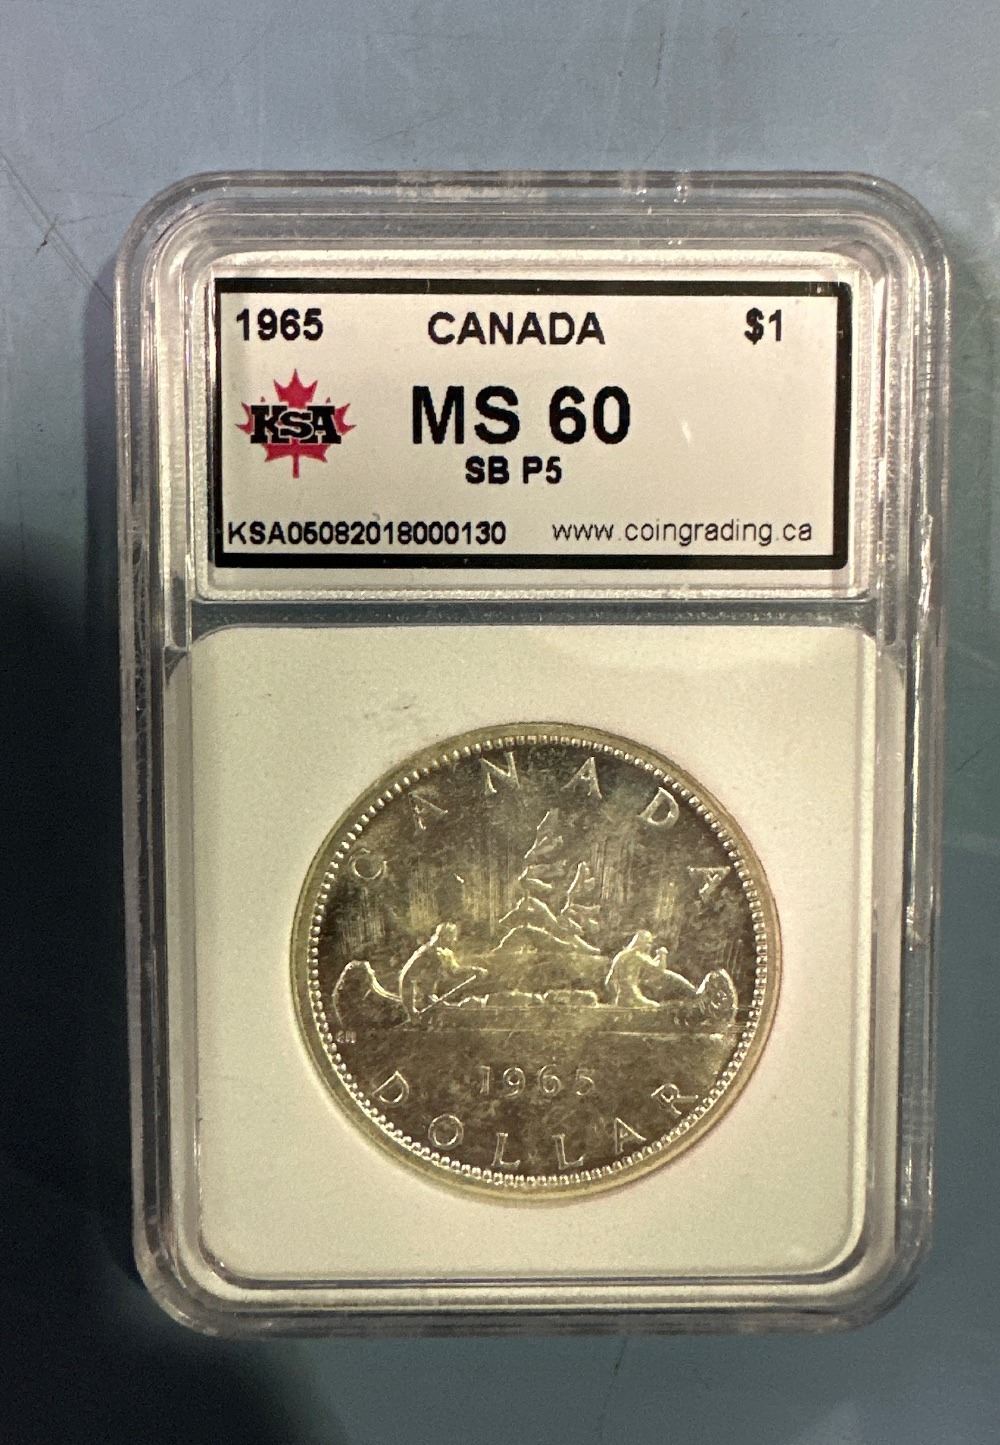 1965 CANADA $1
KSA MS 60
SB P5
KSA05082018000130 www.coingrading.ca
CANADA
1965
DOLLAR